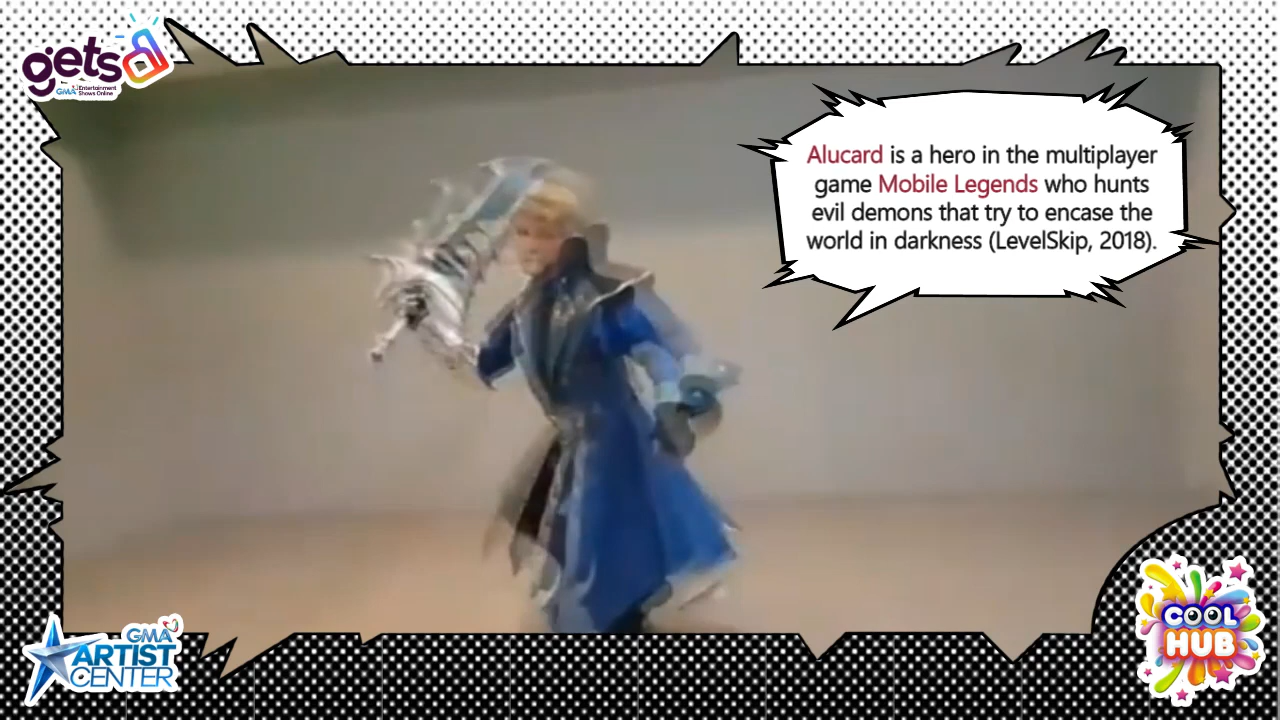 gets
GMA Entertainment
Shows Online
Alucard is a hero in the multiplayer
game Mobile Legends who hunts
evil demons that try to encase the
world in darkness (LevelSkip, 2018).
GMA
ARTIST
CENTER
COOL
HUB